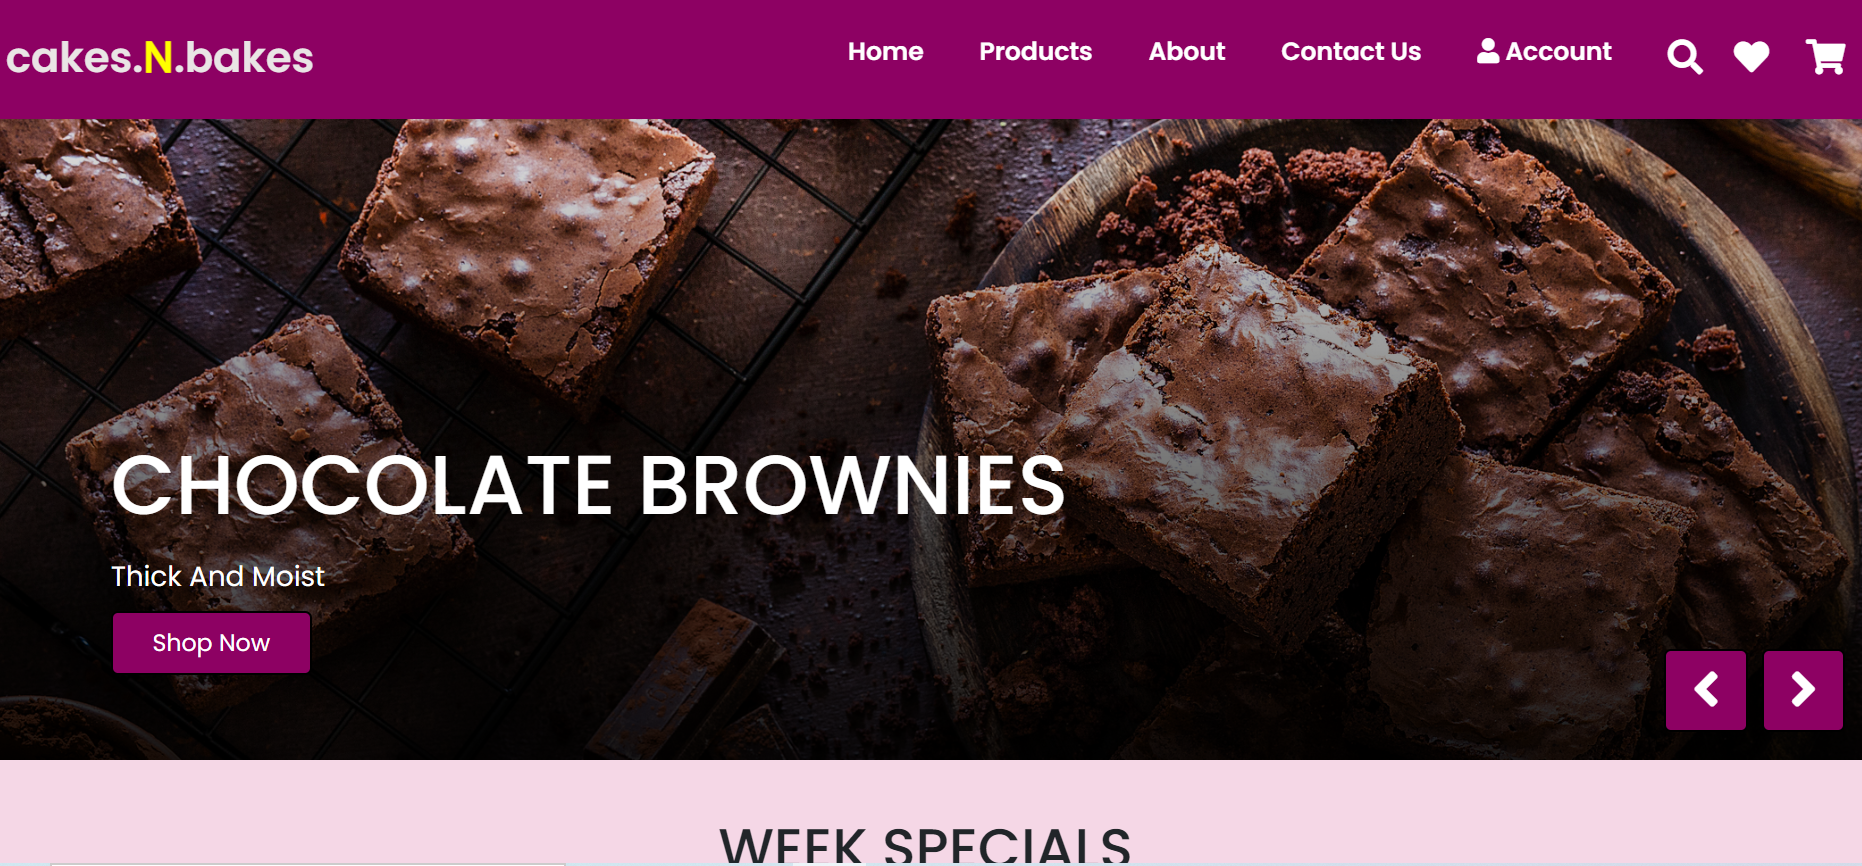 cakes.N.bakes
Home Products About Contact Us Account
CHOCOLATE BROWNIES
Thick And Moist
Shop Now
WEEK SPECIALS